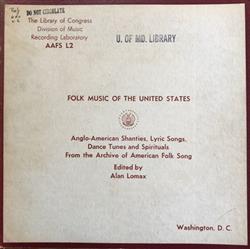 DO NOT CIRCULATE
The Library of Congress
Division of Music
Recording Laboratory
AAFS L2
U. OF MD. LIBRARY
FOLK MUSIC OF THE UNITED STATES
Anglo-American Shanties, Lyric Songs,
Dance Tunes and Spirituals
From the Archive of American Folk Song
Edited by
Alan Lomax
Washington, D. C.